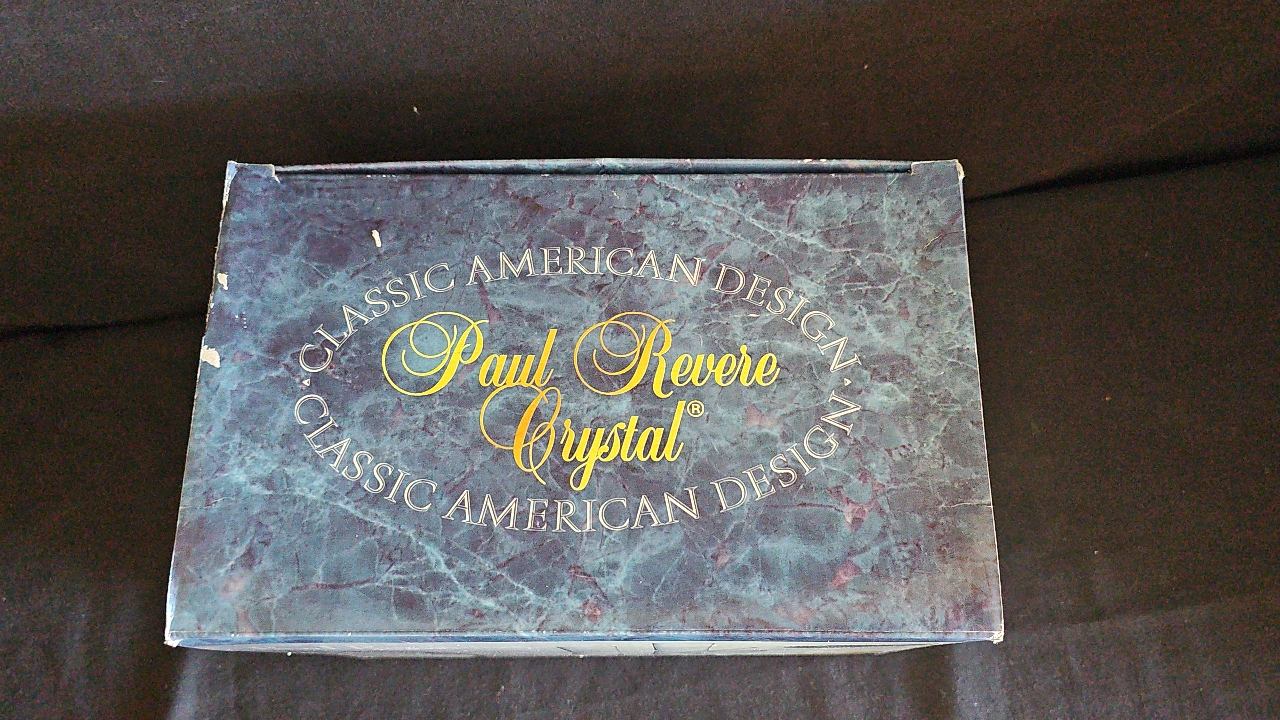 · CLASSIC AMERICAN DESIGN ·
Paul Revere
Crystal®
CLASSIC AMERICAN DESIGN